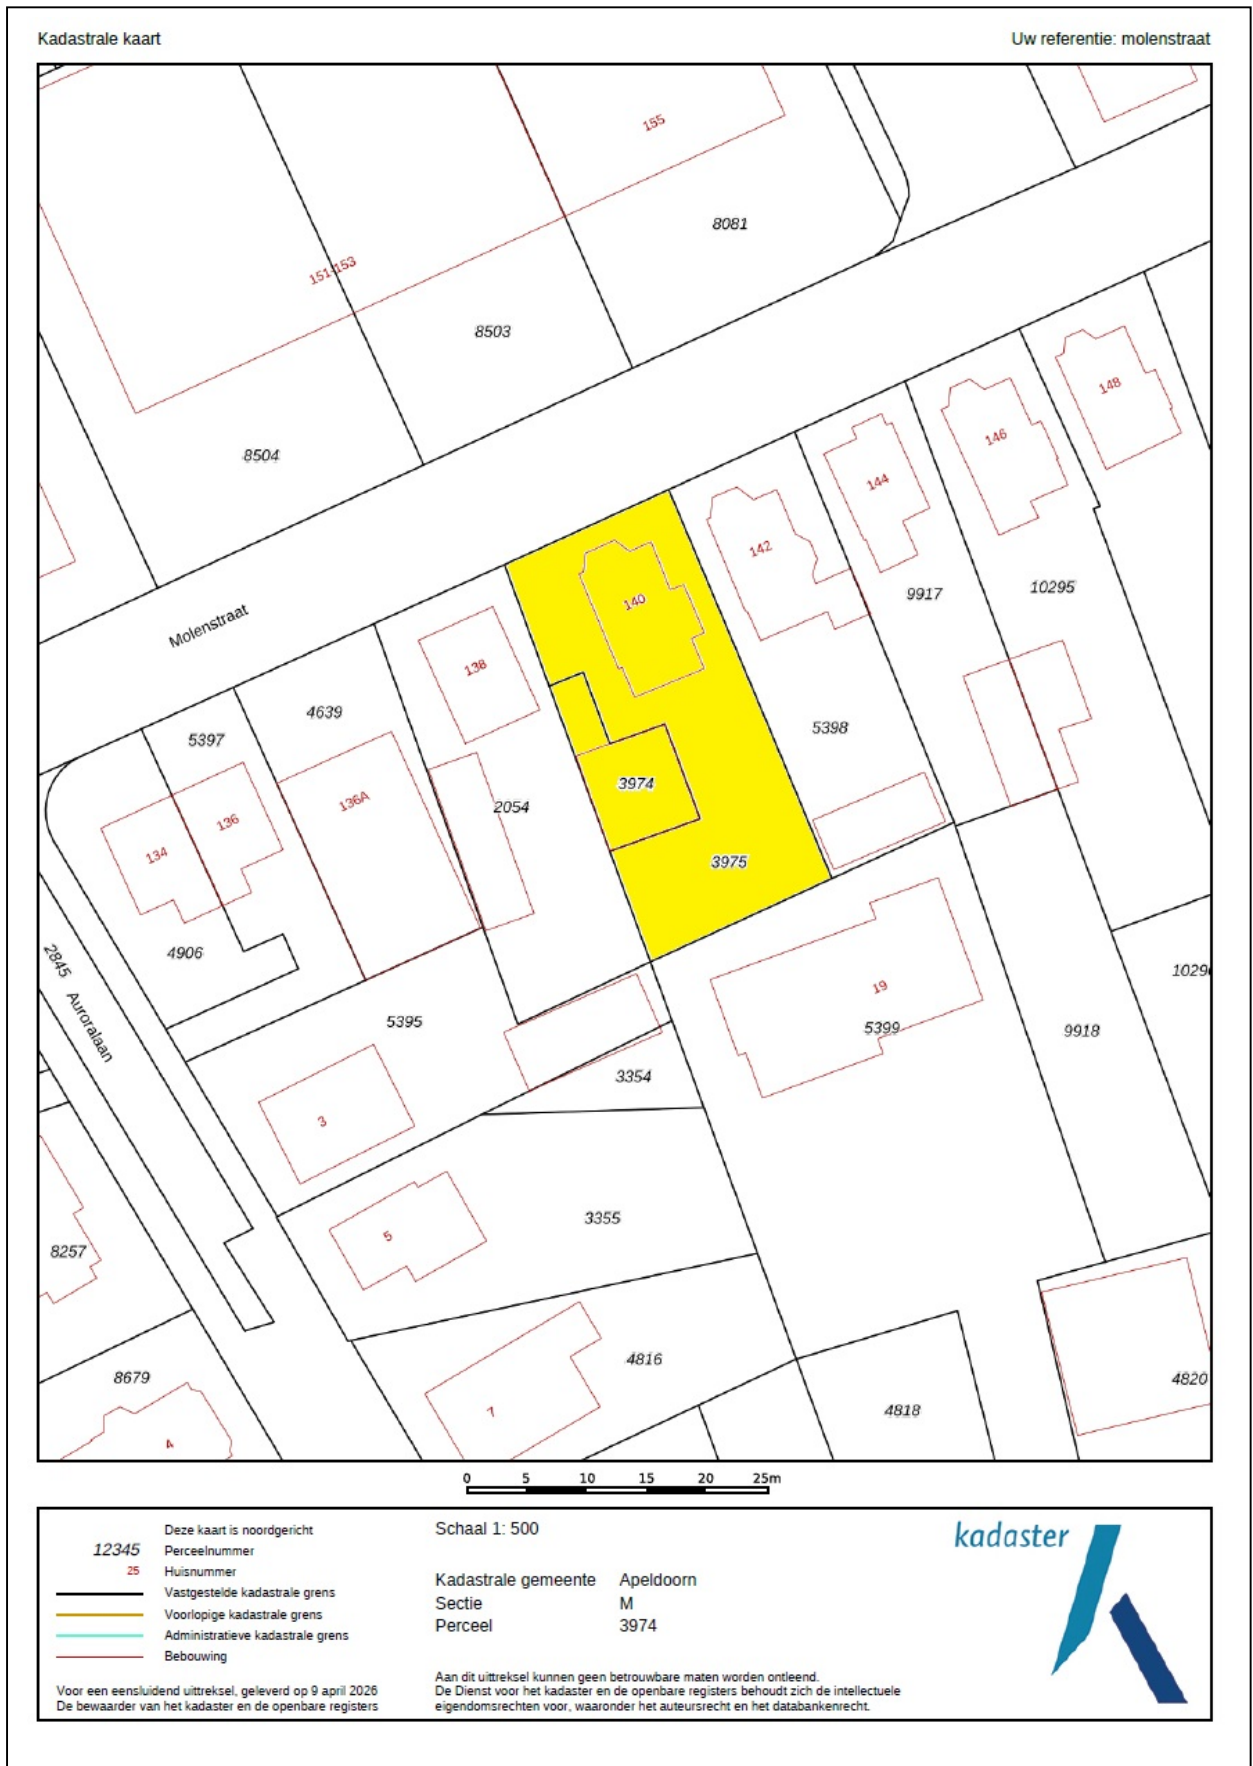 Kadastrale kaart
Uw referentie: molenstraat
155
8081
151-153
8503
8504
148
146
144
142
140
10295
9917
Molenstraat
138
4639
5397
5398
136A
136
134
2054
3974
3975
4906
2845
Auroralaan
5395
19
5399
9918
3354
3
3355
5
8257
4816
7
8679
4
4818
4820
0 5 10 15 20 25m
Deze kaart is noordgericht
12345 Perceelnummer
25 Huisnummer
Vastgestelde kadastrale grens
Voorlopige kadastrale grens
Administratieve kadastrale grens
Bebouwing
Voor een eensluidend uittreksel, geleverd op 9 april 2026
De bewaarder van het kadaster en de openbare registers
Schaal 1: 500
Kadastrale gemeente Apeldoorn
Sectie M
Perceel 3974
Aan dit uittreksel kunnen geen betrouwbare maten worden ontleend.
De Dienst voor het kadaster en de openbare registers behoudt zich de intellectuele
eigendomsrechten voor, waaronder het auteursrecht en het databankenrecht.
kadaster